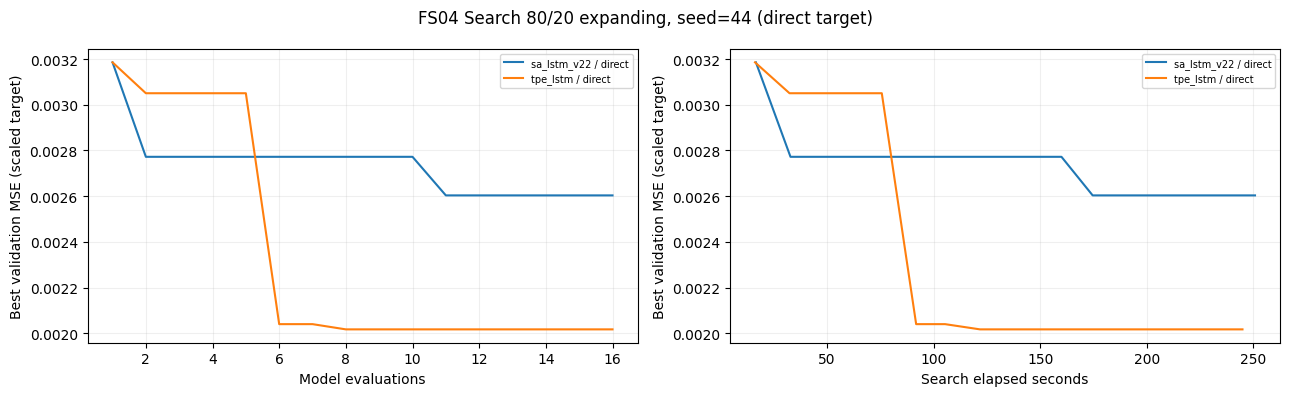 FS04 Search 80/20 expanding, seed=44 (direct target)
Best validation MSE (scaled target)
0.0032
0.0030
0.0028
0.0026
0.0024
0.0022
0.0020
sa_lstm_v22 / direct
tpe_lstm / direct
2 4 6 8 10 12 14 16
Model evaluations
Best validation MSE (scaled target)
0.0032
0.0030
0.0028
0.0026
0.0024
0.0022
0.0020
sa_lstm_v22 / direct
tpe_lstm / direct
50 100 150 200 250
Search elapsed seconds